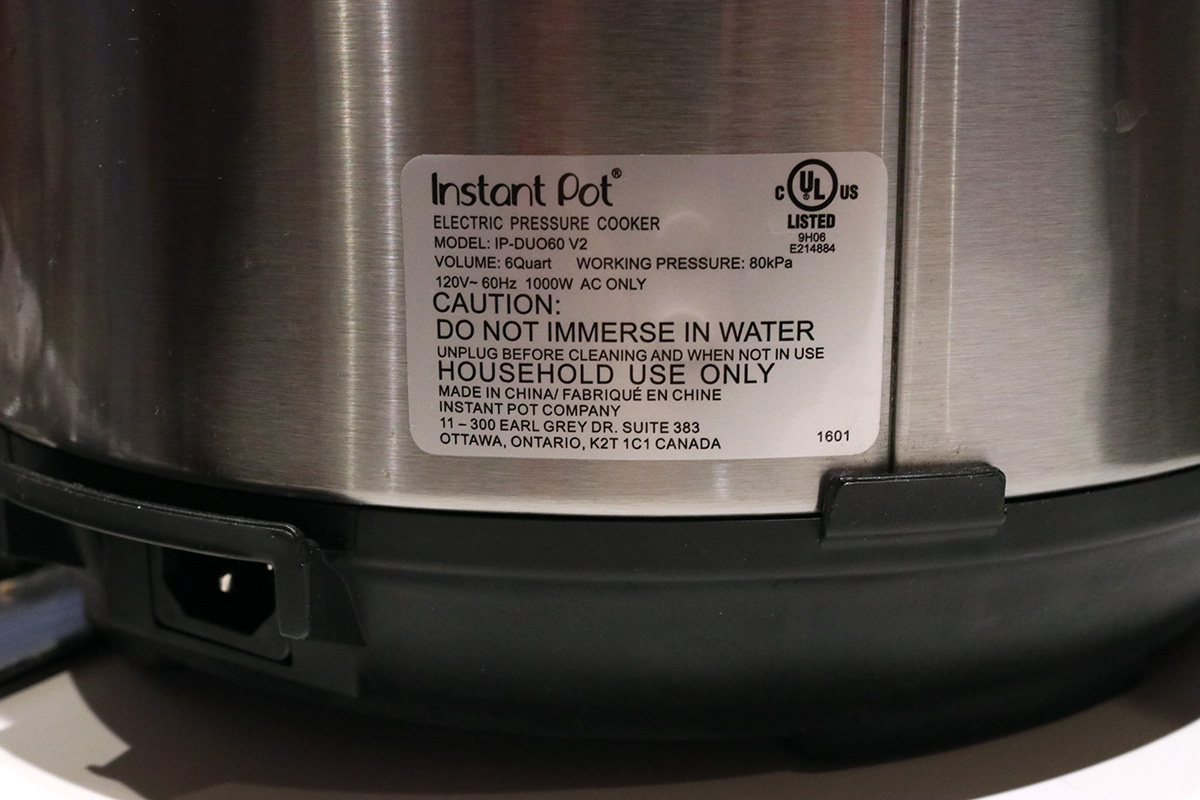 Instant Pot®
ELECTRIC PRESSURE COOKER
MODEL: IP-DUO60 V2
VOLUME: 6Quart WORKING PRESSURE: 80kPa
120V~ 60Hz 1000W AC ONLY
C UL® US
LISTED
9H06
E214884
CAUTION:
DO NOT IMMERSE IN WATER
UNPLUG BEFORE CLEANING AND WHEN NOT IN USE
HOUSEHOLD USE ONLY
MADE IN CHINA/ FABRIQUÉ EN CHINE
INSTANT POT COMPANY
11 – 300 EARL GREY DR. SUITE 383
OTTAWA, ONTARIO, K2T 1C1 CANADA
1601